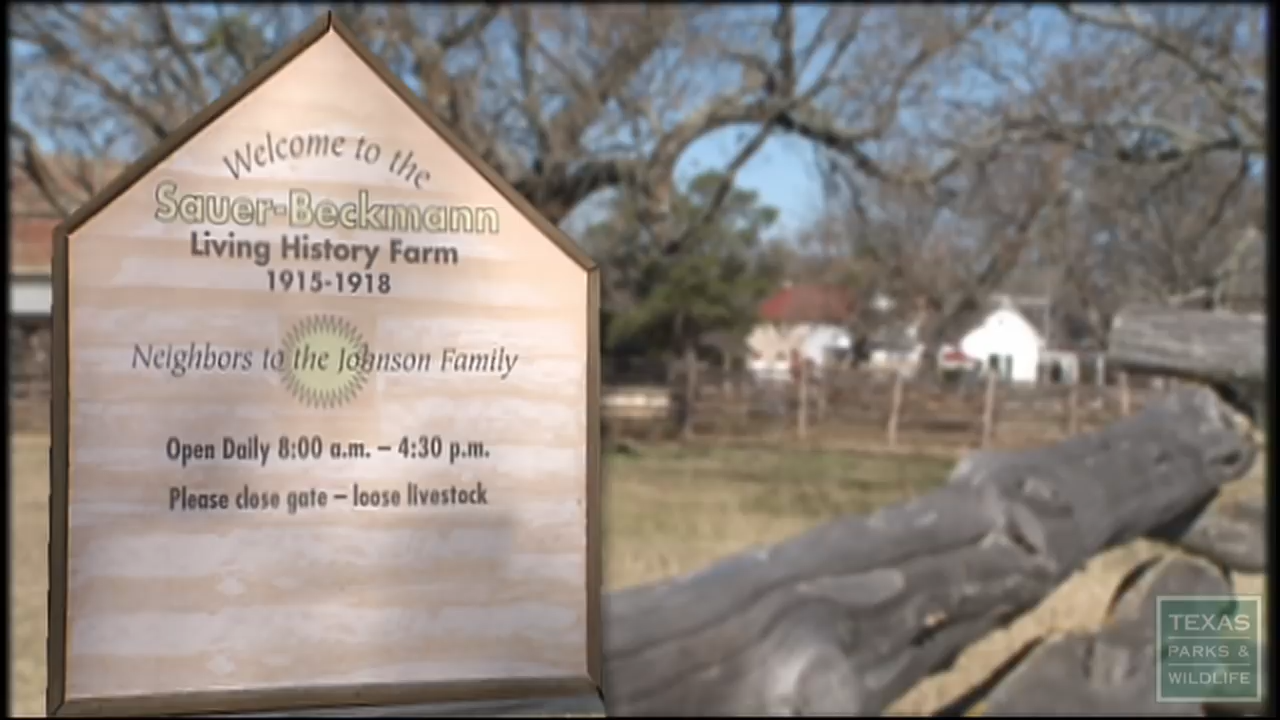 Welcome to the
Sauer-Beckmann
Living History Farm
1915-1918
Neighbors to the Johnson Family
Open Daily 8:00 a.m. – 4:30 p.m.
Please close gate – loose livestock
TEXAS
PARKS &
WILDLIFE